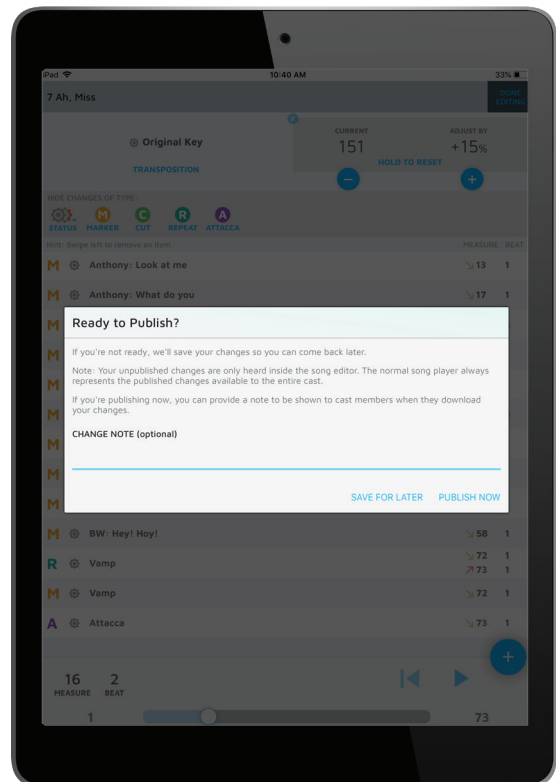 iPad 10:40 AM 33%
7 Ah, Miss
DONE
EDITING
Original Key
TRANSPOSITION
CURRENT
ADJUST BY
151
+15%
HOLD TO RESET
HIDE CHANGES OF TYPE:
M C R A
STATUS MARKER CUT REPEAT ATTACCA
Hint: Swipe left to remove an item MEASURE BEAT
M Anthony: Look at me 13 1
M Anthony: What do you 17 1
M
M
M
M
M
M
M
Ready to Publish?
If you're not ready, we'll save your changes so you can come back later.
Note: Your unpublished changes are only heard inside the song editor. The normal song player always
represents the published changes available to the entire cast.
If you're publishing now, you can provide a note to be shown to cast members when they download
your changes.
CHANGE NOTE (optional)
SAVE FOR LATER PUBLISH NOW
M BW: Hey! Hoy! 58 1
R Vamp 72 1
73 1
M Vamp 72 1
A Attacca 73 1
16 2
MEASURE BEAT
1 73